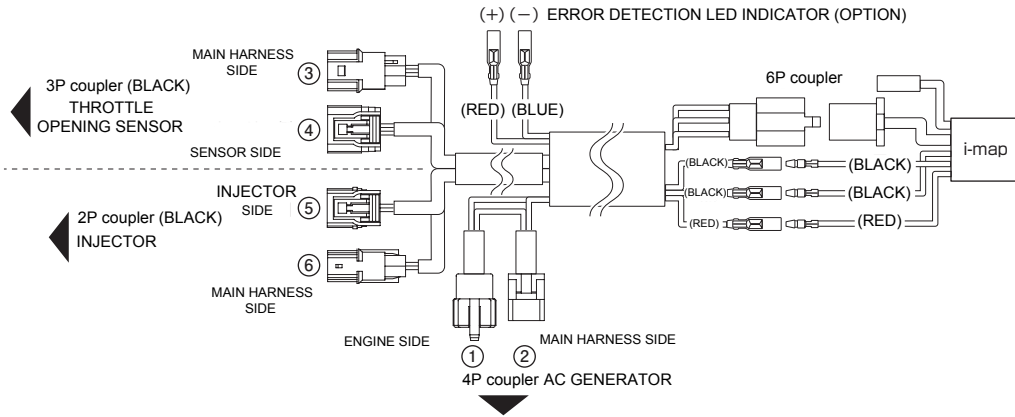 (+) (−) ERROR DETECTION LED INDICATOR (OPTION)
MAIN HARNESS
SIDE
③
3P coupler (BLACK)
THROTTLE
OPENING SENSOR
④
SENSOR SIDE
(RED) (BLUE)
6P coupler
i-map
(BLACK) (BLACK)
(BLACK) (BLACK)
(RED) (RED)
INJECTOR
SIDE
⑤
2P coupler (BLACK)
INJECTOR
⑥
MAIN HARNESS
SIDE
ENGINE SIDE
①
②
MAIN HARNESS SIDE
4P coupler AC GENERATOR